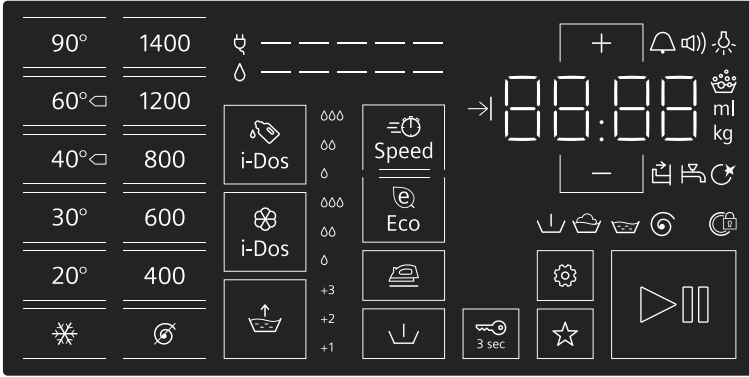 90° 1400
60° 1200
40° 800
30° 600
20° 400
i-Dos
i-Dos
+3
+2
+1
Speed
e
Eco
3 sec
+
88:88
−
ml
kg